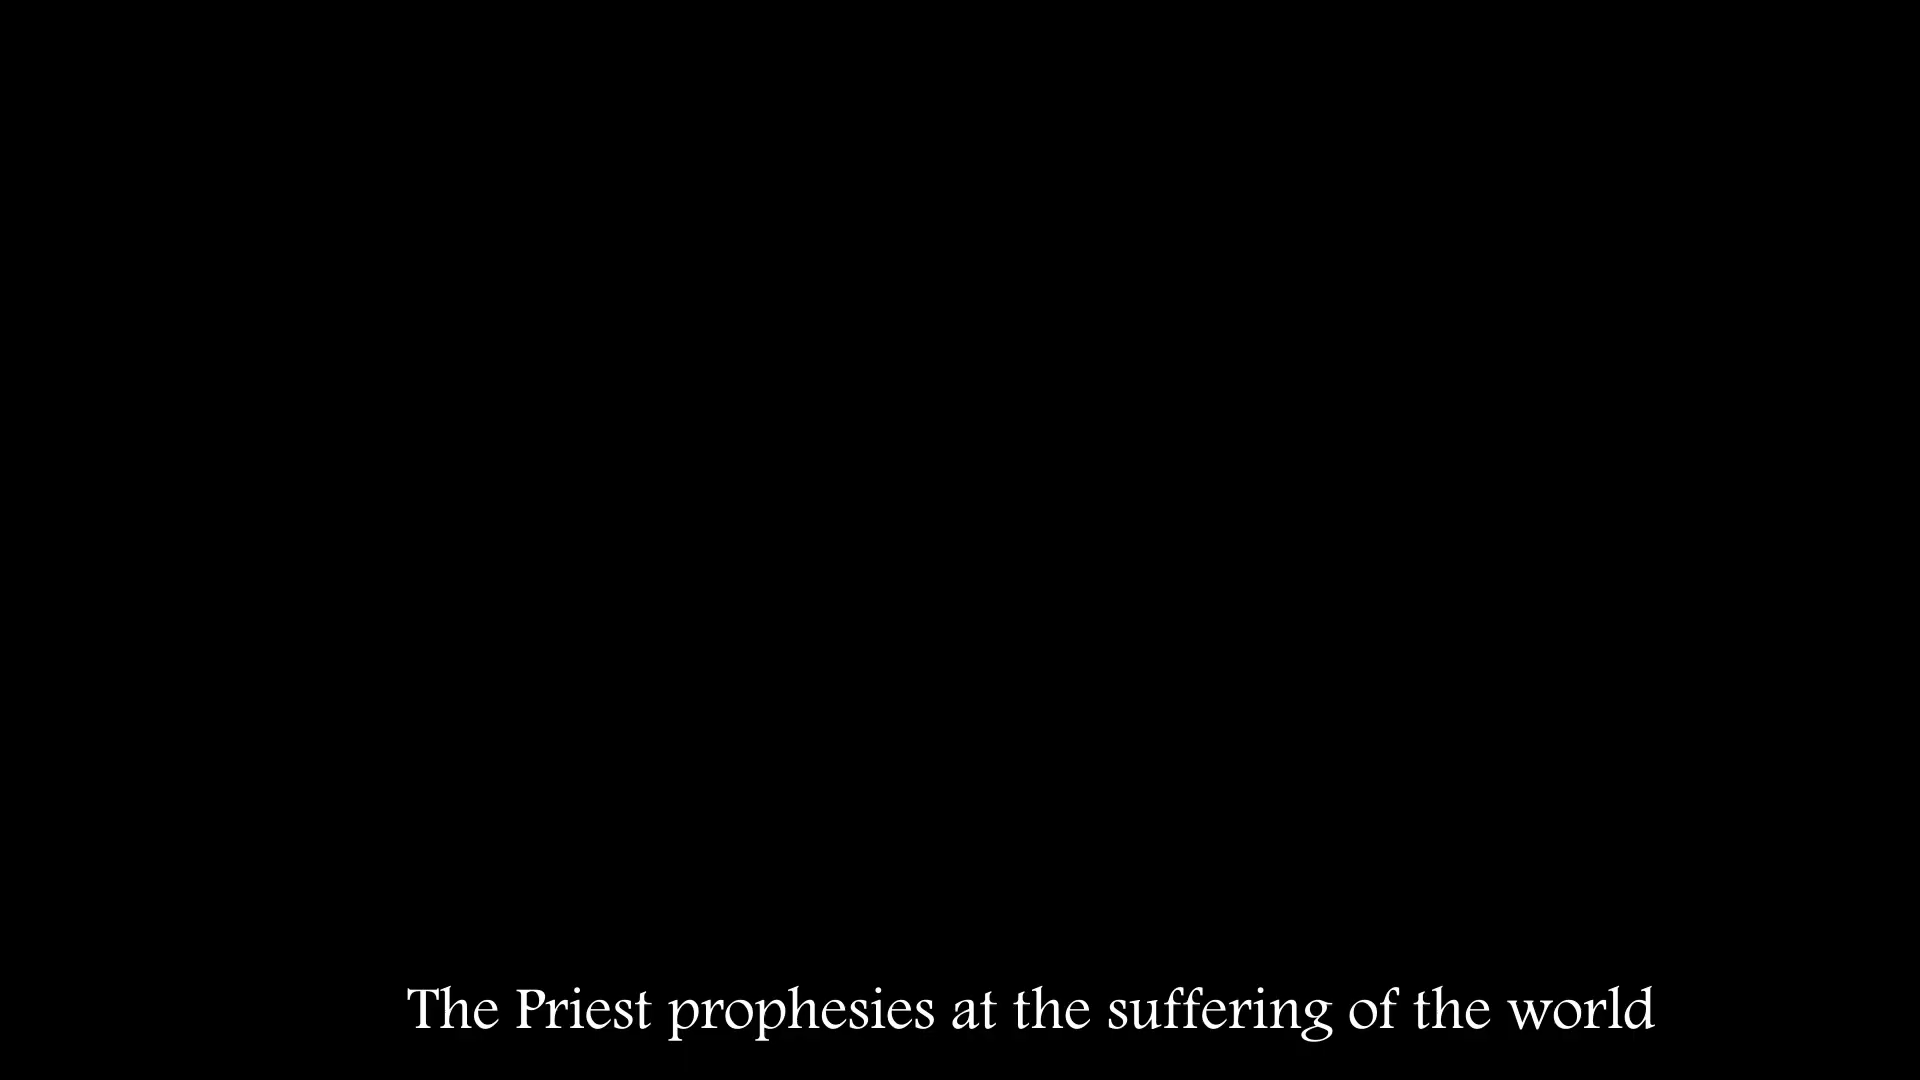 The Priest prophesies at the suffering of the world